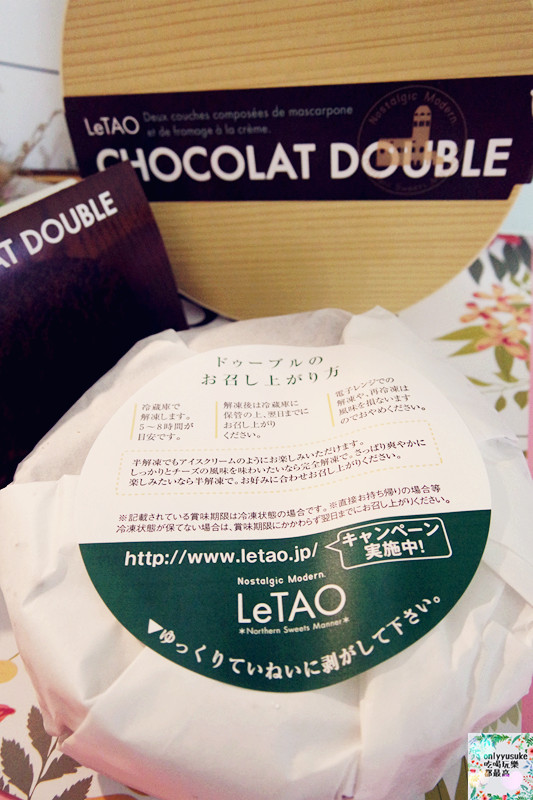 LeTAO
Deux couches composées de mascarpone
et de fromage à la crème.
CHOCOLAT DOUBLE
Nostalgic Modern
Sweets
AT DOUBLE
ドゥーブルの
お召し上がり方
冷蔵庫で
解凍します。
5～8時間が
目安です。
解凍後は冷蔵庫に
保管の上、翌日までに
お召し上がり
ください。
電子レンジでの
解凍や、再冷凍は
風味を損ないます
のでおやめください。
半解凍でもアイスクリームのようにお楽しみいただけます。
しっかりとチーズの風味を味わいたいなら完全解凍で。さっぱり爽やかに
楽しみたいなら半解凍で。お好みに合わせお召し上がりください。
※記載されている賞味期限は冷凍状態の場合です。※直接お持ち帰りの場合等
冷凍状態が保てない場合は、賞味期限にかかわらず翌日までにお召し上がりください。
http://www.letao.jp/
キャンペーン
実施中!
Nostalgic Modern.
LeTAO
*Northern Sweets Manner*
▼ゆっくりていねいに剥がして下さい。
onlyyusuke
吃喝玩樂
部最高